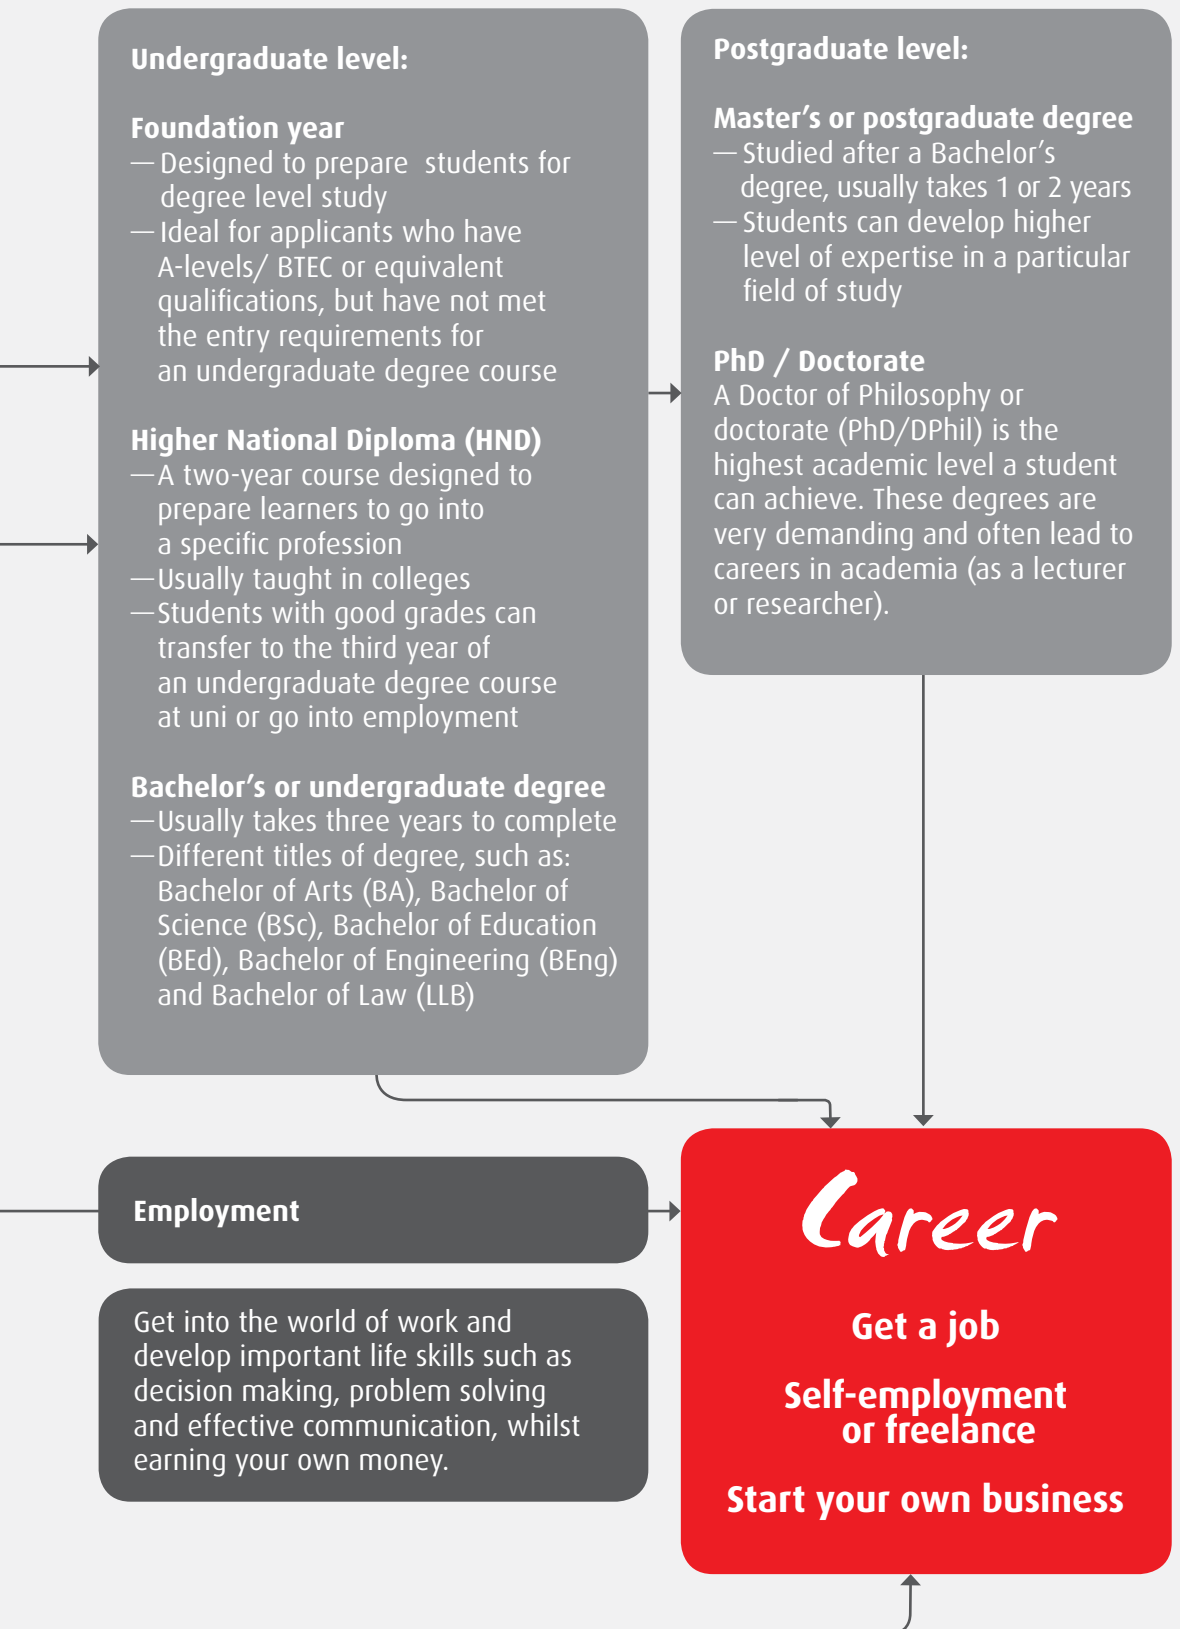 Undergraduate level:
Foundation year
— Designed to prepare  students for
degree level study
— Ideal for applicants who have
A-levels/ BTEC or equivalent
qualifications, but have not met
the entry requirements for
an undergraduate degree course
Higher National Diploma (HND)
— A two-year course designed to
prepare learners to go into
a specific profession
— Usually taught in colleges
— Students with good grades can
transfer to the third year of
an undergraduate degree course
at uni or go into employment
Bachelor's or undergraduate degree
— Usually takes three years to complete
— Different titles of degree, such as:
Bachelor of Arts (BA), Bachelor of
Science (BSc), Bachelor of Education
(BEd), Bachelor of Engineering (BEng)
and Bachelor of Law (LLB)
Postgraduate level:
Master's or postgraduate degree
— Studied after a Bachelor's
degree, usually takes 1 or 2 years
— Students can develop higher
level of expertise in a particular
field of study
PhD / Doctorate
A Doctor of Philosophy or
doctorate (PhD/DPhil) is the
highest academic level a student
can achieve. These degrees are
very demanding and often lead to
careers in academia (as a lecturer
or researcher).
Employment
Get into the world of work and
develop important life skills such as
decision making, problem solving
and effective communication, whilst
earning your own money.
Career
Get a job
Self-employment
or freelance
Start your own business